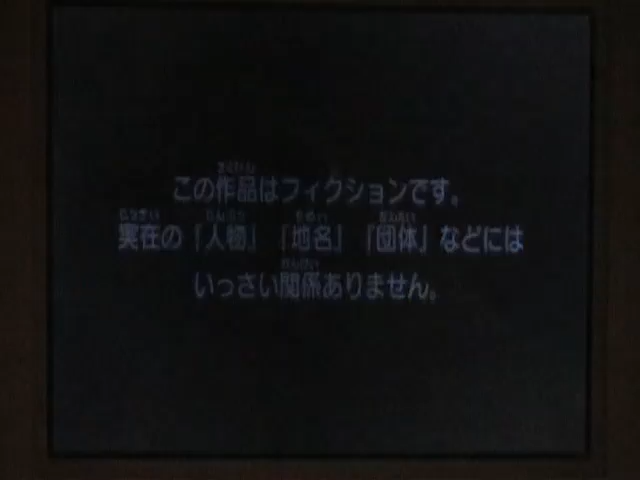 この作品はフィクションです。
実在の『人物』『地名』『団体』などには
いっさい関係ありません。